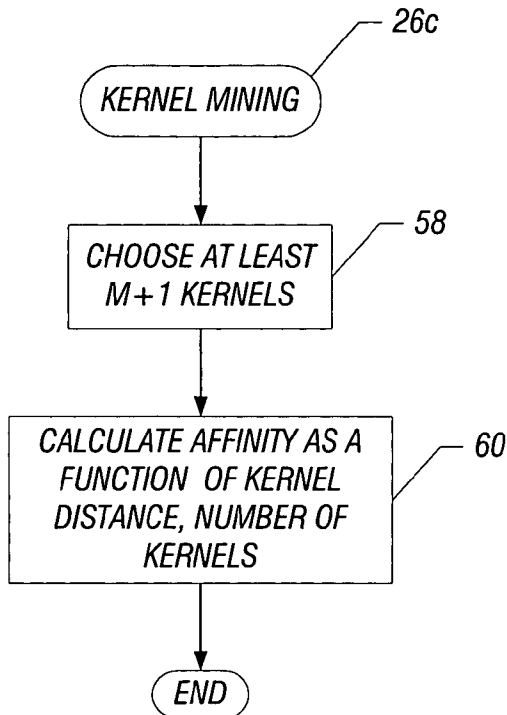 26c
KERNEL MINING
58
CHOOSE AT LEAST
M+1 KERNELS
CALCULATE AFFINITY AS A
FUNCTION OF KERNEL
DISTANCE, NUMBER OF
KERNELS
60
END